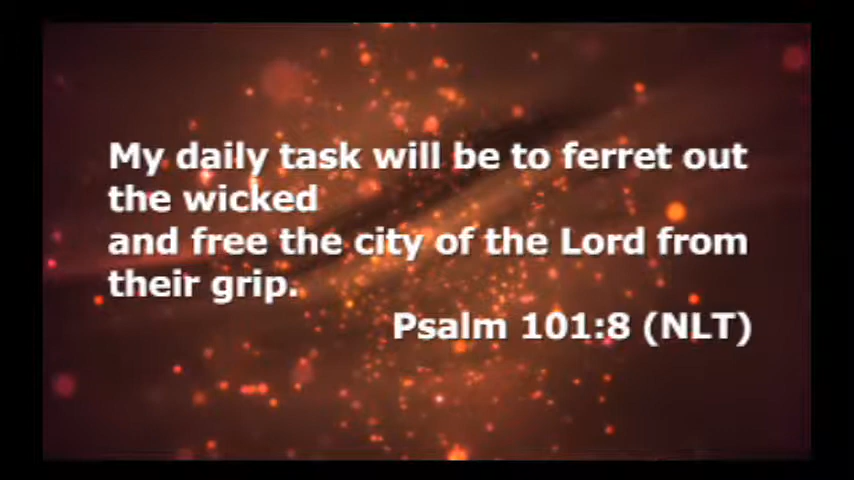 My daily task will be to ferret out
the wicked
and free the city of the Lord from
their grip.
Psalm 101:8 (NLT)